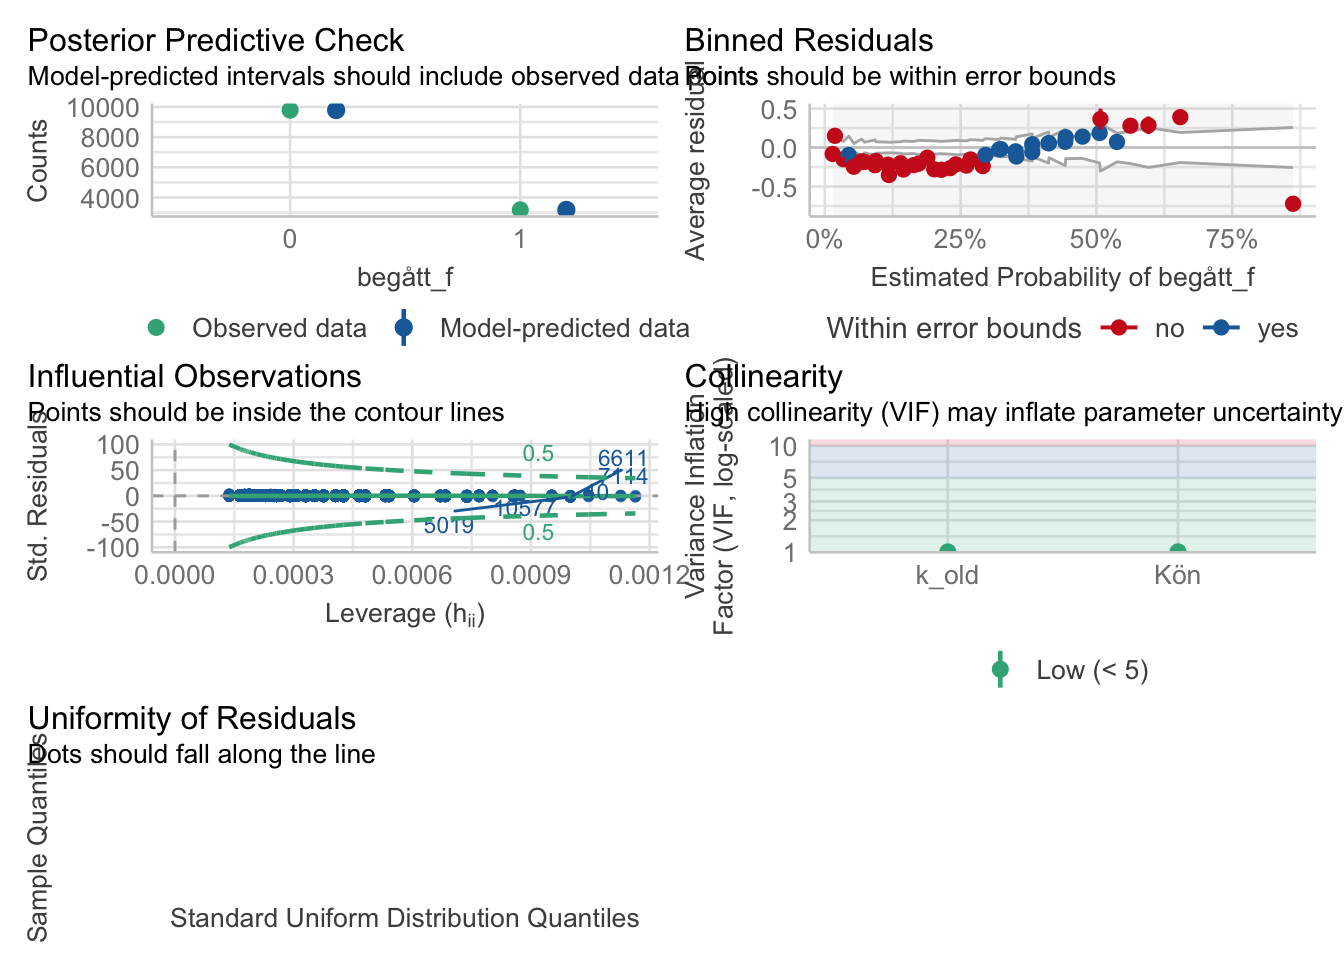 Posterior Predictive Check
Model-predicted intervals should include observed data points
Counts
10000
8000
6000
4000
0
1
begått_f
Observed data
Model-predicted data
Binned Residuals
Points should be within error bounds
Average residual
0.5
0.0
-0.5
0%
25%
50%
75%
Estimated Probability of begått_f
Within error bounds
no
yes
Influential Observations
Points should be inside the contour lines
Std. Residuals
100
50
0
-50
-100
0.5
6611
7114
40
10577
5019
0.5
0.0000
0.0003
0.0006
0.0009
0.0012
Leverage (hii)
Collinearity
High collinearity (VIF) may inflate parameter uncertainty
Variance Inflation
Factor (VIF, log-scaled)
10
5
3
2
1
k_old
Kön
Low (< 5)
Uniformity of Residuals
Dots should fall along the line
Sample Quantiles
Standard Uniform Distribution Quantiles